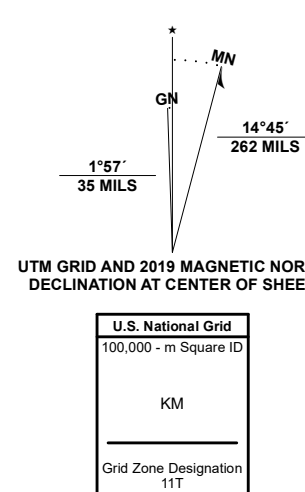 ★
MN
GN
14°45´
262 MILS
1°57´
35 MILS
UTM GRID AND 2019 MAGNETIC NOR
DECLINATION AT CENTER OF SHEE
U.S. National Grid
100,000 - m Square ID
KM
Grid Zone Designation
11T